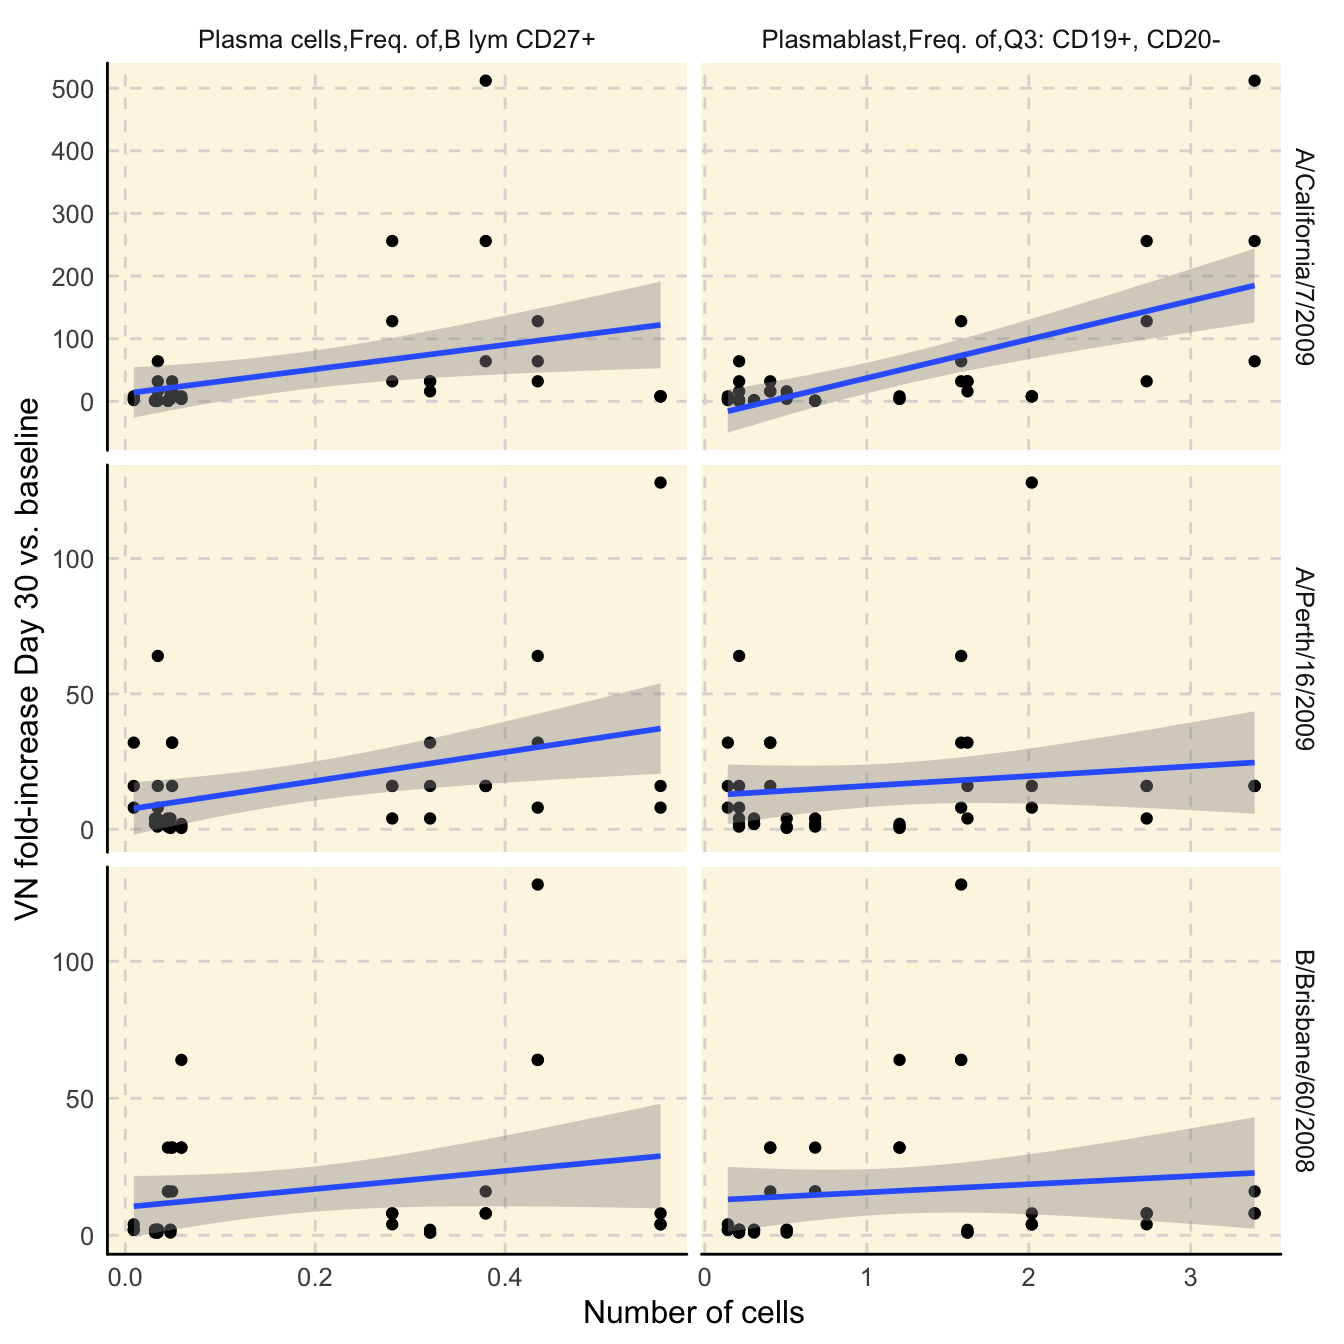 Plasma cells,Freq. of,B lym CD27+
Plasmablast,Freq. of,Q3: CD19+, CD20-
500
400
300
200
100
0
A/California/7/2009
100
50
0
A/Perth/16/2009
100
50
0
B/Brisbane/60/2008
VN fold-increase Day 30 vs. baseline
0.0 0.2 0.4
0 1 2 3
Number of cells